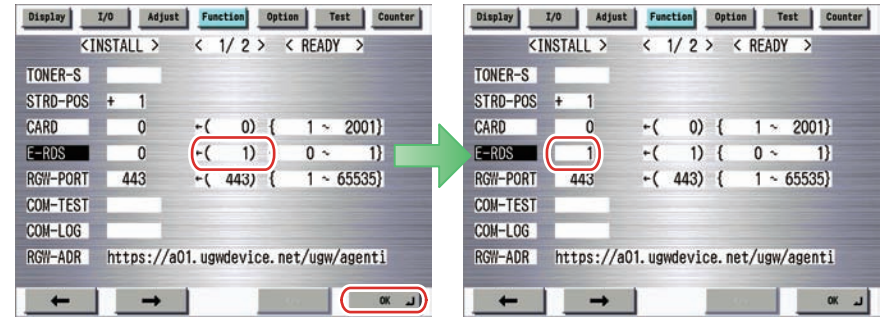 Display I/O Adjust Function Option Test Counter
<INSTALL > < 1/ 2 > < READY >
TONER-S
STRD-POS + 1
CARD 0 ←( 0) { 1 ~ 2001}
E-RDS 0 ←( 1) { 0 ~ 1}
RGW-PORT 443 ←( 443) { 1 ~ 65535}
COM-TEST
COM-LOG
RGW-ADR https://a01.ugwdevice.net/ugw/agenti
← → OK
Display I/O Adjust Function Option Test Counter
<INSTALL > < 1/ 2 > < READY >
TONER-S
STRD-POS + 1
CARD 0 ←( 0) { 1 ~ 2001}
E-RDS 1 ←( 1) { 0 ~ 1}
RGW-PORT 443 ←( 443) { 1 ~ 65535}
COM-TEST
COM-LOG
RGW-ADR https://a01.ugwdevice.net/ugw/agenti
← → OK